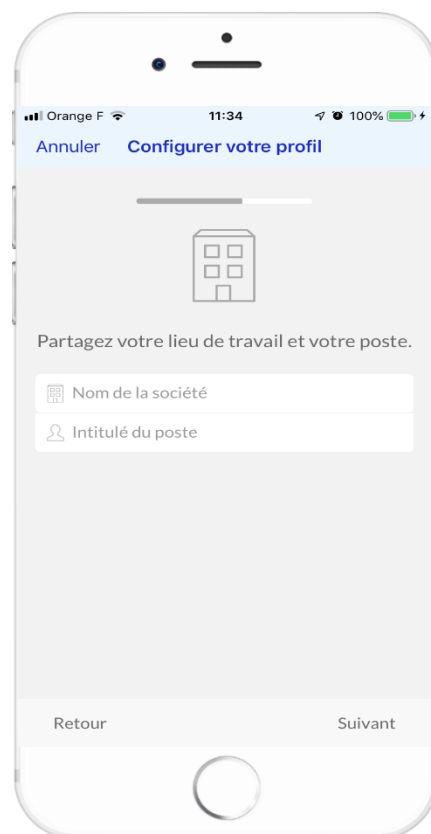 Orange F 11:34 100%
Annuler Configurer votre profil
Partagez votre lieu de travail et votre poste.
Nom de la société
Intitulé du poste
Retour Suivant